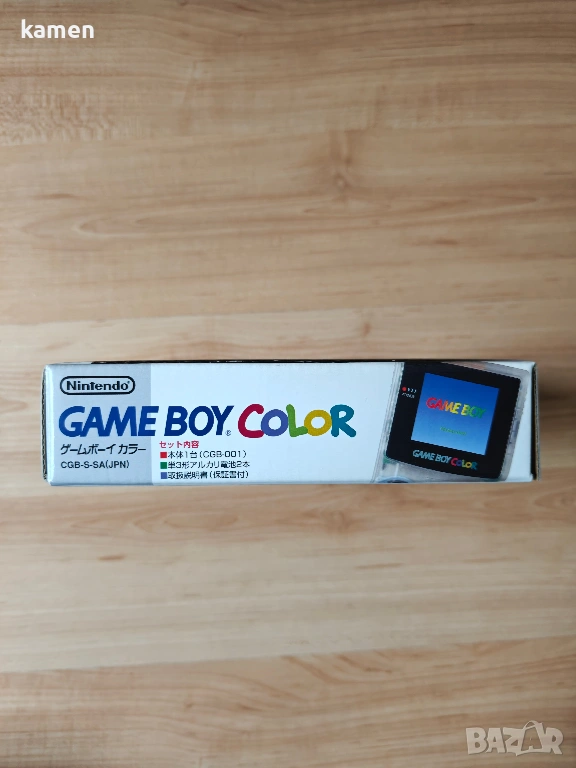 kamen
Nintendo
GAME BOY COLOR
ゲームボーイ カラー
CGB-S-SA(JPN)
セット内容
■本体1台(CGB-001)
■単3形アルカリ電池2本
■取扱説明書(保証書付)
GAME BOY
GAME BOY COLOR
BAZAR